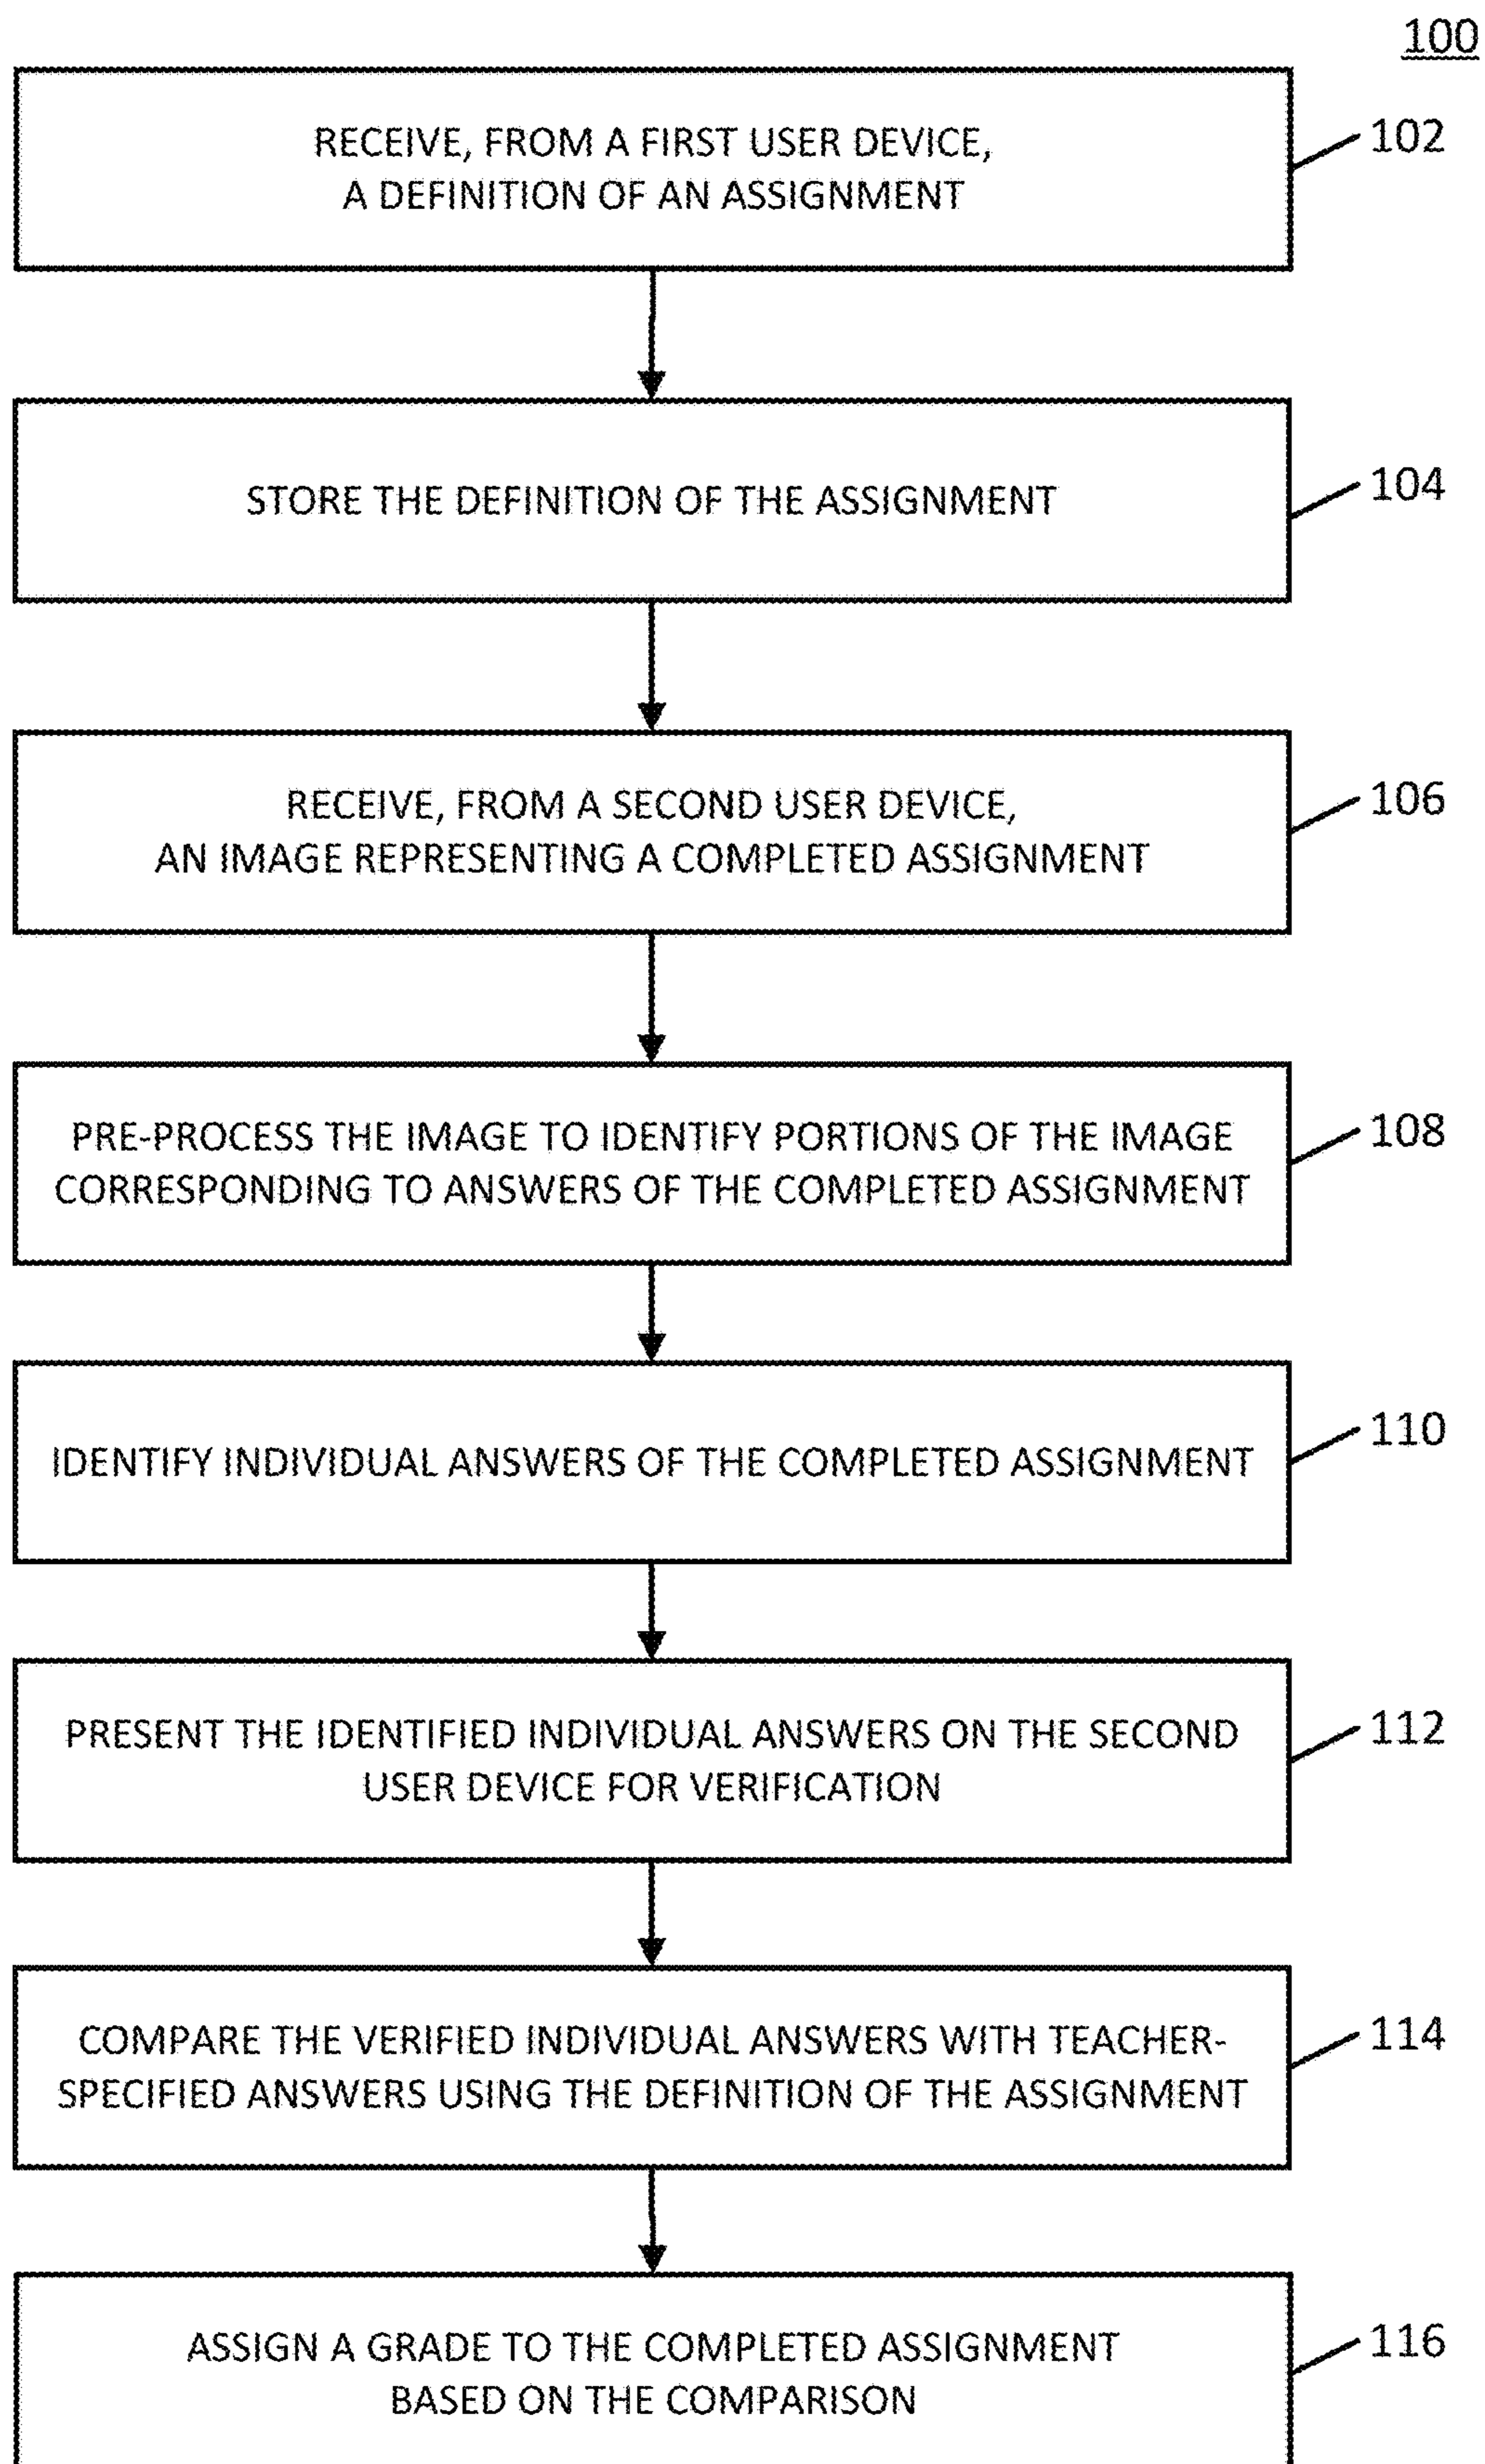 100
RECEIVE, FROM A FIRST USER DEVICE,
A DEFINITION OF AN ASSIGNMENT
102
STORE THE DEFINITION OF THE ASSIGNMENT
104
RECEIVE, FROM A SECOND USER DEVICE,
AN IMAGE REPRESENTING A COMPLETED ASSIGNMENT
106
PRE-PROCESS THE IMAGE TO IDENTIFY PORTIONS OF THE IMAGE
CORRESPONDING TO ANSWERS OF THE COMPLETED ASSIGNMENT
108
IDENTIFY INDIVIDUAL ANSWERS OF THE COMPLETED ASSIGNMENT
110
PRESENT THE IDENTIFIED INDIVIDUAL ANSWERS ON THE SECOND
USER DEVICE FOR VERIFICATION
112
COMPARE THE VERIFIED INDIVIDUAL ANSWERS WITH TEACHER-
SPECIFIED ANSWERS USING THE DEFINITION OF THE ASSIGNMENT
114
ASSIGN A GRADE TO THE COMPLETED ASSIGNMENT
BASED ON THE COMPARISON
116